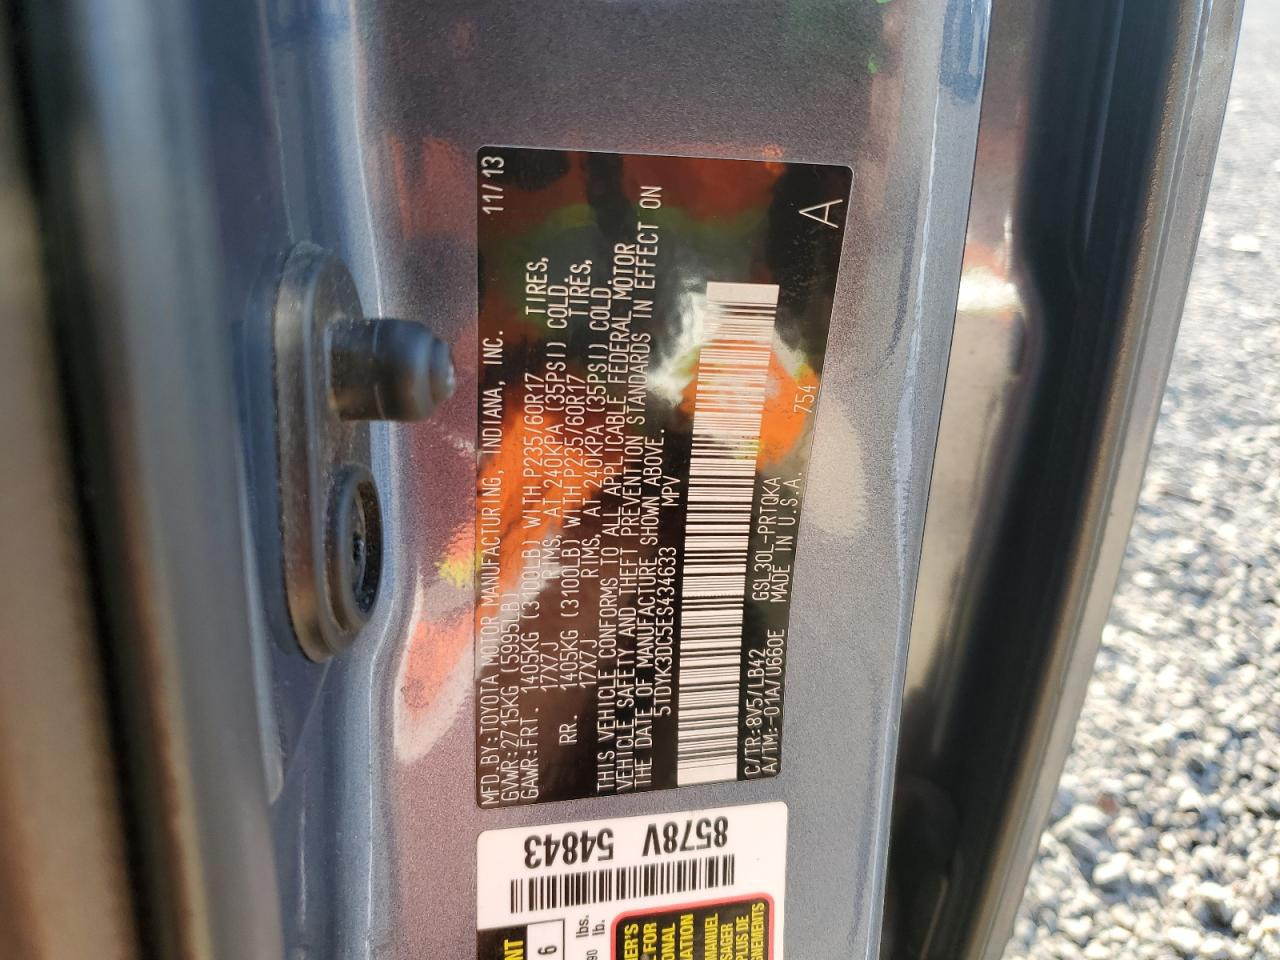 MFD.BY:TOYOTA MOTOR MANUFACTURING, INDIANA, INC. 11/13
GVWR:2715KG (5995LB)
GAWR:FRT. 1405KG (3100LB) WITH P235/60R17 TIRES,
17X7J RIMS, AT 240KPA (35PSI) COLD.
RR. 1405KG (3100LB) WITH P235/60R17 TIRES,
17X7J RIMS, AT 240KPA (35PSI) COLD.
THIS VEHICLE CONFORMS TO ALL APPLICABLE FEDERAL MOTOR
VEHICLE SAFETY AND THEFT PREVENTION STANDARDS IN EFFECT ON
THE DATE OF MANUFACTURE SHOWN ABOVE.
5TDYK3DC5ES434633 MPV
C/TR:8V5/LB42 GSL30L-PRTQKA 754
A/TM:-01A/U660E MADE IN U.S.A. A
8578V
54843
6 lbs.
lb.
MANUEL
PLUS DE